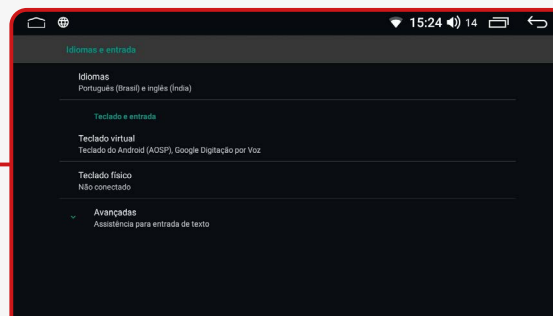 15:24 14
Idiomas e entrada
Idiomas
Português (Brasil) e inglês (Índia)
Teclado e entrada
Teclado virtual
Teclado do Android (AOSP), Google Digitação por Voz
Teclado físico
Não conectado
Avançadas
Assistência para entrada de texto